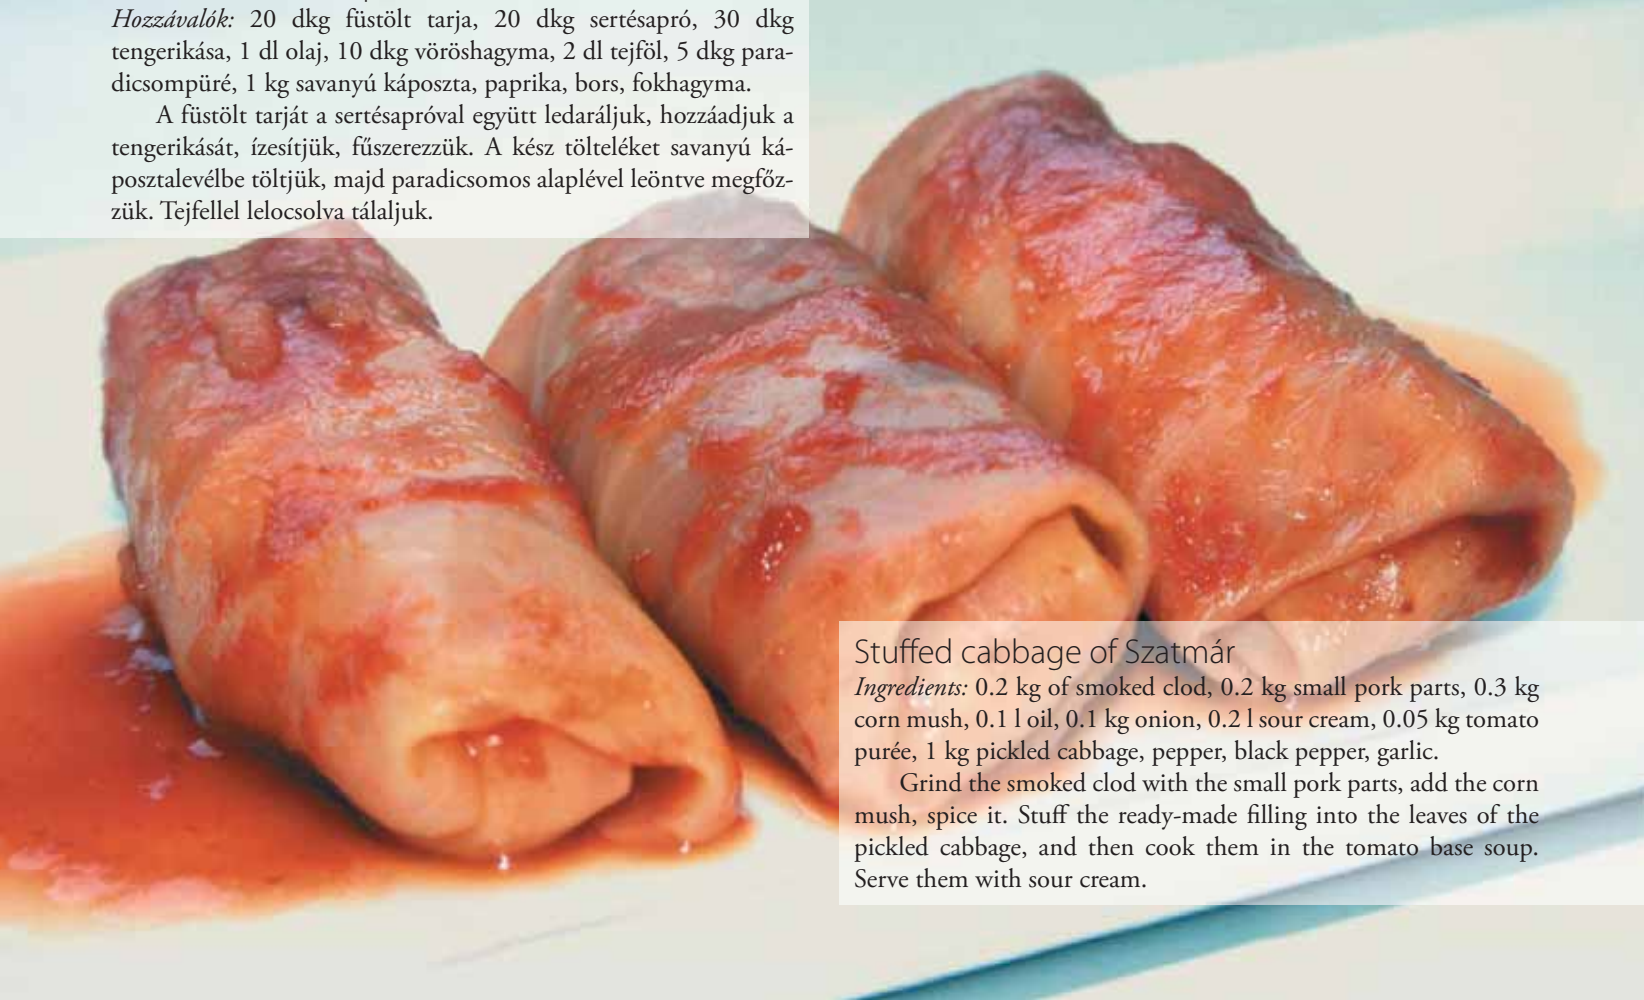 Hozzávalók: 20 dkg füstölt tarja, 20 dkg sertésapró, 30 dkg
tengerikása, 1 dl olaj, 10 dkg vöröshagyma, 2 dl tejföl, 5 dkg para-
dicsompüré, 1 kg savanyú káposzta, paprika, bors, fokhagyma.
A füstölt tarját a sertésapróval együtt ledaráljuk, hozzáadjuk a
tengerikását, ízesítjük, fűszerezzük. A kész tölteléket savanyú ká-
posztalevélbe töltjük, majd paradicsomos alaplével leöntve megfőz-
zük. Tejfellel lelocsolva tálaljuk.
Stuffed cabbage of Szatmár
Ingredients: 0.2 kg of smoked clod, 0.2 kg small pork parts, 0.3 kg
corn mush, 0.1 l oil, 0.1 kg onion, 0.2 l sour cream, 0.05 kg tomato
purée, 1 kg pickled cabbage, pepper, black pepper, garlic.
Grind the smoked clod with the small pork parts, add the corn
mush, spice it. Stuff the ready-made filling into the leaves of the
pickled cabbage, and then cook them in the tomato base soup.
Serve them with sour cream.